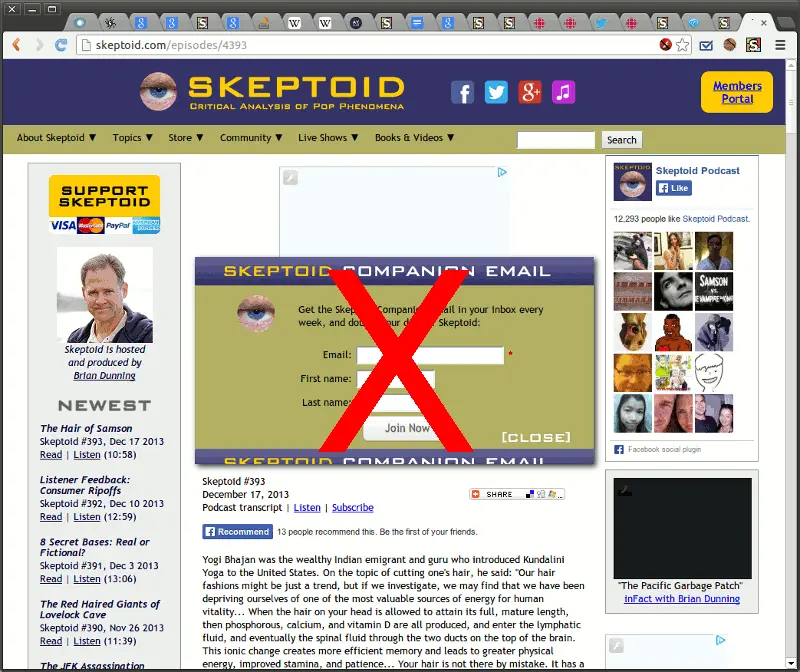 skeptoid.com/episodes/4393
SKEPTOID
CRITICAL ANALYSIS OF POP PHENOMENA
Members
Portal
About Skeptoid ▼ Topics ▼ Store ▼ Community ▼ Live Shows ▼ Books & Videos ▼ Search
SUPPORT
SKEPTOID
VISA MasterCard PayPal
Skeptoid is hosted
and produced by
Brian Dunning
NEWEST
The Hair of Samson
Skeptoid #393, Dec 17 2013
Read | Listen (10:58)
Listener Feedback:
Consumer Ripoffs
Skeptoid #392, Dec 10 2013
Read | Listen (12:59)
8 Secret Bases: Real or
Fictional?
Skeptoid #391, Dec 3 2013
Read | Listen (13:06)
The Red Haired Giants of
Lovelock Cave
Skeptoid #390, Nov 26 2013
Read | Listen (11:39)
The JFK Assassination
SKEPTOID COMPANION EMAIL
Get the Skep Companion ail in your Inbox every
week, and dou our d Skeptoid:
Email: *
First name:
Last name:
Join Now
[CLOSE]
SKEPTOID COMPANION EMAIL
Skeptoid #393
December 17, 2013
Podcast transcript | Listen | Subscribe
SHARE
Recommend 13 people recommend this. Be the first of your friends.
Yogi Bhajan was the wealthy Indian emigrant and guru who introduced Kundalini
Yoga to the United States. On the topic of cutting one's hair, he said: "Our hair
fashions might be just a trend, but if we investigate, we may find that we have been
depriving ourselves of one of the most valuable sources of energy for human
vitality... When the hair on your head is allowed to attain its full, mature length,
then phosphorous, calcium, and vitamin D are all produced, and enter the lymphatic
fluid, and eventually the spinal fluid through the two ducts on the top of the brain.
This ionic change creates more efficient memory and leads to greater physical
energy, improved stamina, and patience... Your hair is not there by mistake. It has a
Skeptoid Podcast
Like
12,293 people like Skeptoid Podcast.
SAMSON
VS.
Facebook social plugin
"The Pacific Garbage Patch"
inFact with Brian Dunning